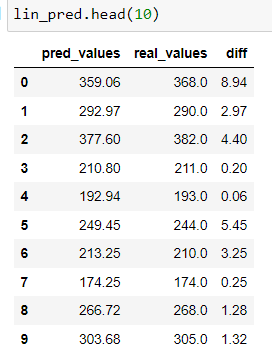 lin_pred.head(10)
pred_values real_values diff
0 359.06 368.0 8.94
1 292.97 290.0 2.97
2 377.60 382.0 4.40
3 210.80 211.0 0.20
4 192.94 193.0 0.06
5 249.45 244.0 5.45
6 213.25 210.0 3.25
7 174.25 174.0 0.25
8 266.72 268.0 1.28
9 303.68 305.0 1.32